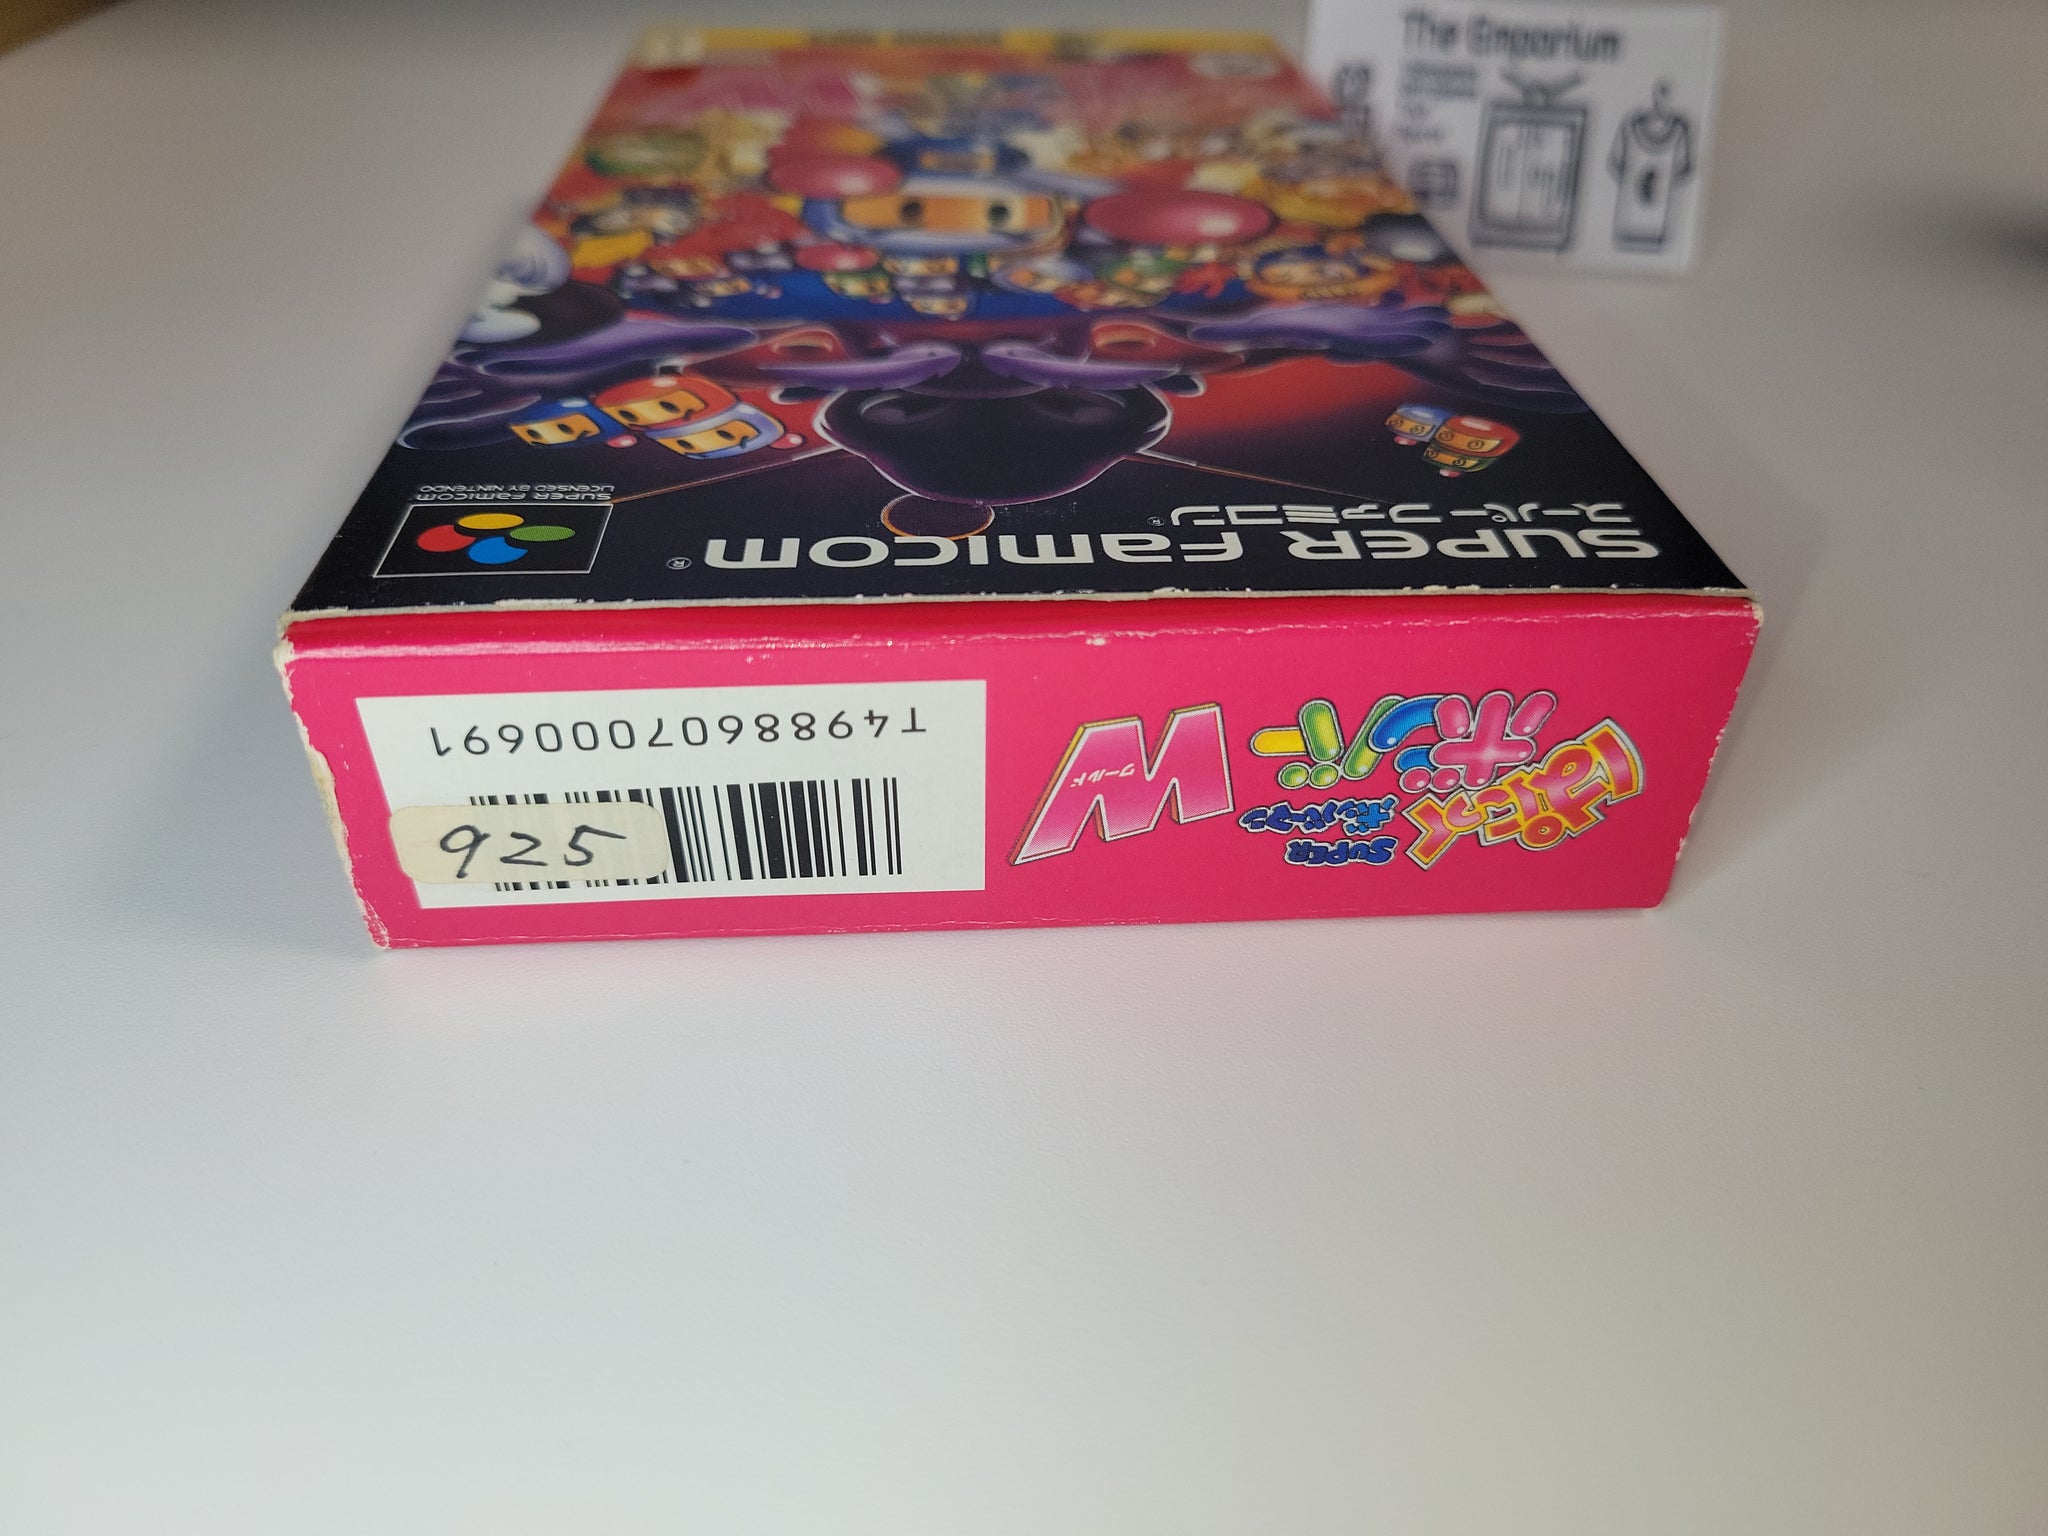 The Emporium
SUPER FAMICOM
LICENSED BY NINTENDO
スーパーファミコン®
SUPER FAMICOM®
T4988607000691
925
SUPER
ボンバーマン
ぱにっく
ボンバー
W
ワールド